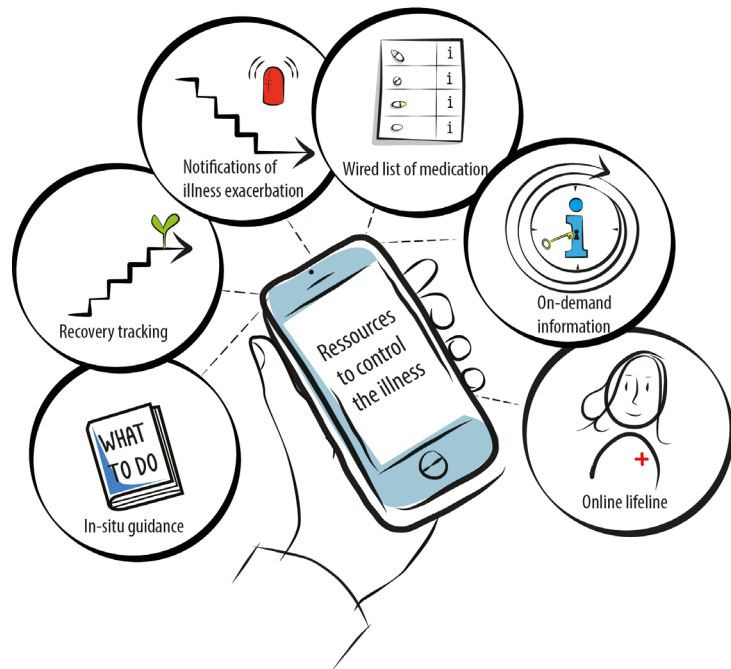 Notifications of
illness exacerbation
i
i
i
i
Wired list of medication
i
On-demand
information
Recovery tracking
Ressources
to control
the illness
WHAT
TO DO
In-situ guidance
Online lifeline